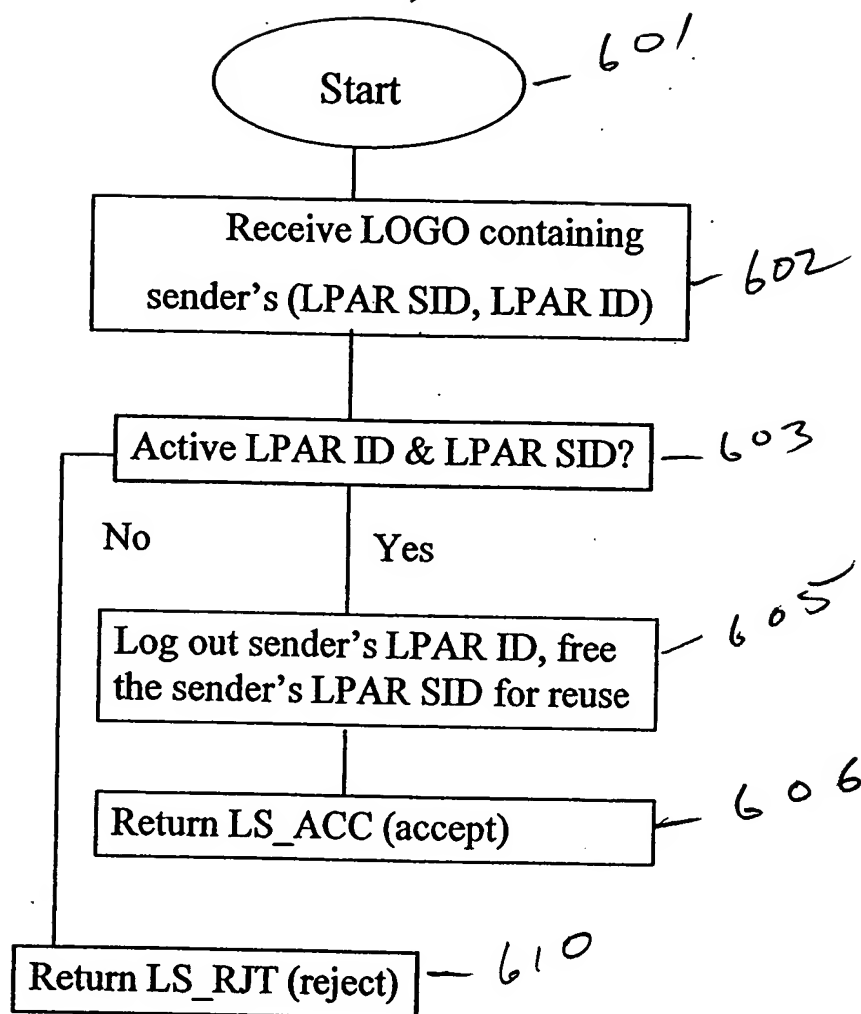 Start
601
Receive LOGO containing
sender's (LPAR SID, LPAR ID)
602
Active LPAR ID & LPAR SID?
603
No
Yes
Log out sender's LPAR ID, free
the sender's LPAR SID for reuse
605
Return LS_ACC (accept)
606
Return LS_RJT (reject)
610